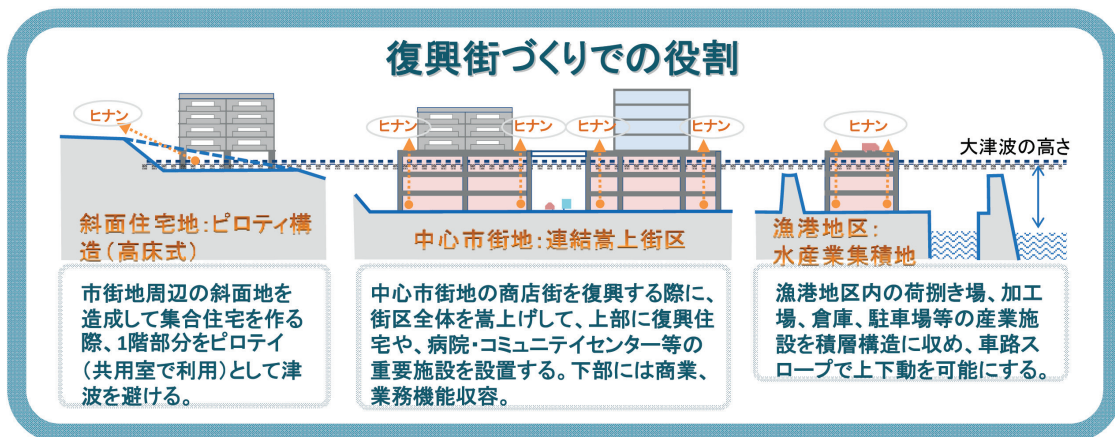 復興街づくりでの役割
ヒナン
ヒナン
ヒナン
ヒナン
ヒナン
ヒナン
大津波の高さ
斜面住宅地:ピロティ構
造(高床式)
中心市街地:連結嵩上街区
漁港地区:
水産業集積地
市街地周辺の斜面地を
造成して集合住宅を作る
際、1階部分をピロテイ
(共用室で利用)として津
波を避ける。
中心市街地の商店街を復興する際に、
街区全体を嵩上げして、上部に復興住
宅や、病院・コミュニテイセンター等の
重要施設を設置する。下部には商業、
業務機能収容。
漁港地区内の荷捌き場、加工
場、倉庫、駐車場等の産業施
設を積層構造に収め、車路ス
ロープで上下動を可能にする。